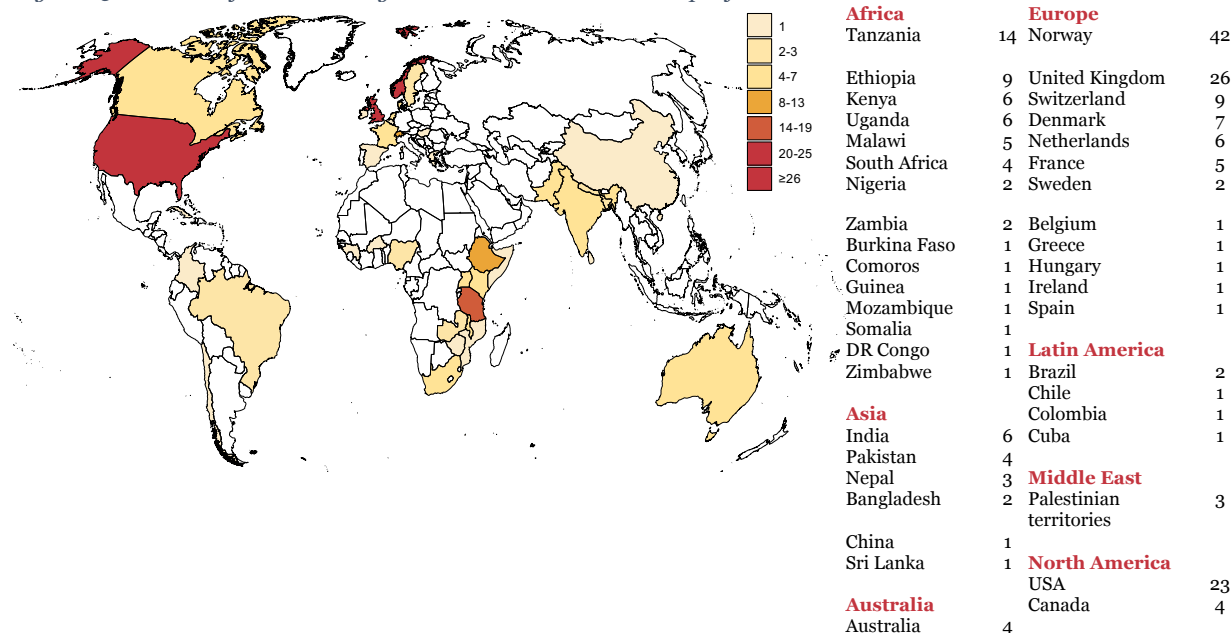 1
2-3
4-7
8-13
14-19
20-25
≥26
Africa
Tanzania 14
Ethiopia 9
Kenya 6
Uganda 6
Malawi 5
South Africa 4
Nigeria 2
Zambia 2
Burkina Faso 1
Comoros 1
Guinea 1
Mozambique 1
Somalia 1
DR Congo 1
Zimbabwe 1
Asia
India 6
Pakistan 4
Nepal 3
Bangladesh 2
China 1
Sri Lanka 1
Australia
Australia 4
Europe
Norway 42
United Kingdom 26
Switzerland 9
Denmark 7
Netherlands 6
France 5
Sweden 2
Belgium 1
Greece 1
Hungary 1
Ireland 1
Spain 1
Latin America
Brazil 2
Chile 1
Colombia 1
Cuba 1
Middle East
Palestinian 3
territories
North America
USA 23
Canada 4